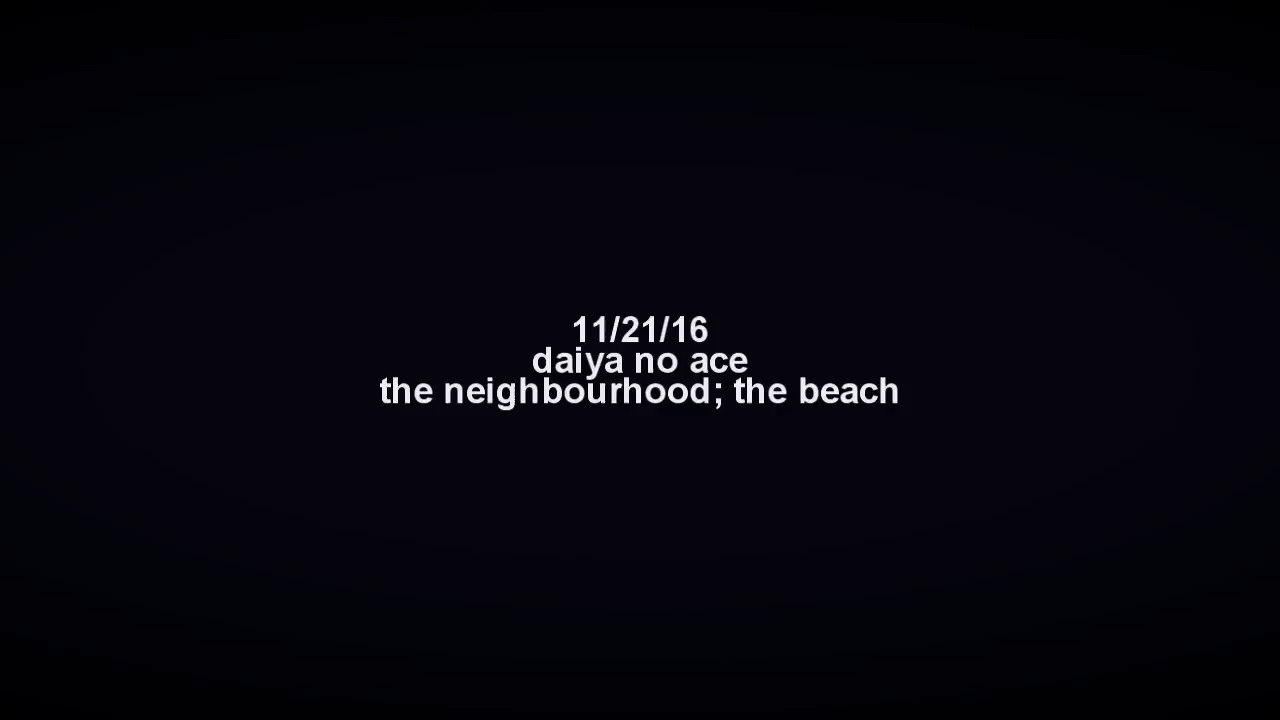 11/21/16
daiya no ace
the neighbourhood; the beach